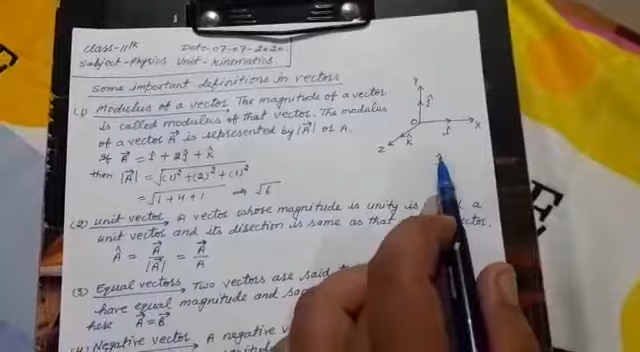 Class-11th Date-07-07-2020
Subject-Physics Unit-Kinematics
Some important definitions in vectors
(1) Modulus of a vector The magnitude of a vector
is called modulus of that vector. The modulus
of a vector A⃗ is represented by |A⃗| or A.
If A⃗ = î + 2ĵ + k̂
then |A⃗| = √(1)² + (2)² + (1)²
= √1 + 4 + 1 ⇒ √6
Y
ĵ
O
î
X
k̂
Z
(2) Unit vector → A vector whose magnitude is unity is a
unit vector and its direction is same as that
Â = A⃗/|A⃗| = A⃗/A
(3) Equal vectors → Two vectors are said
have equal magnitude and
here A⃗ = B⃗
(4) Negative vector → A negative